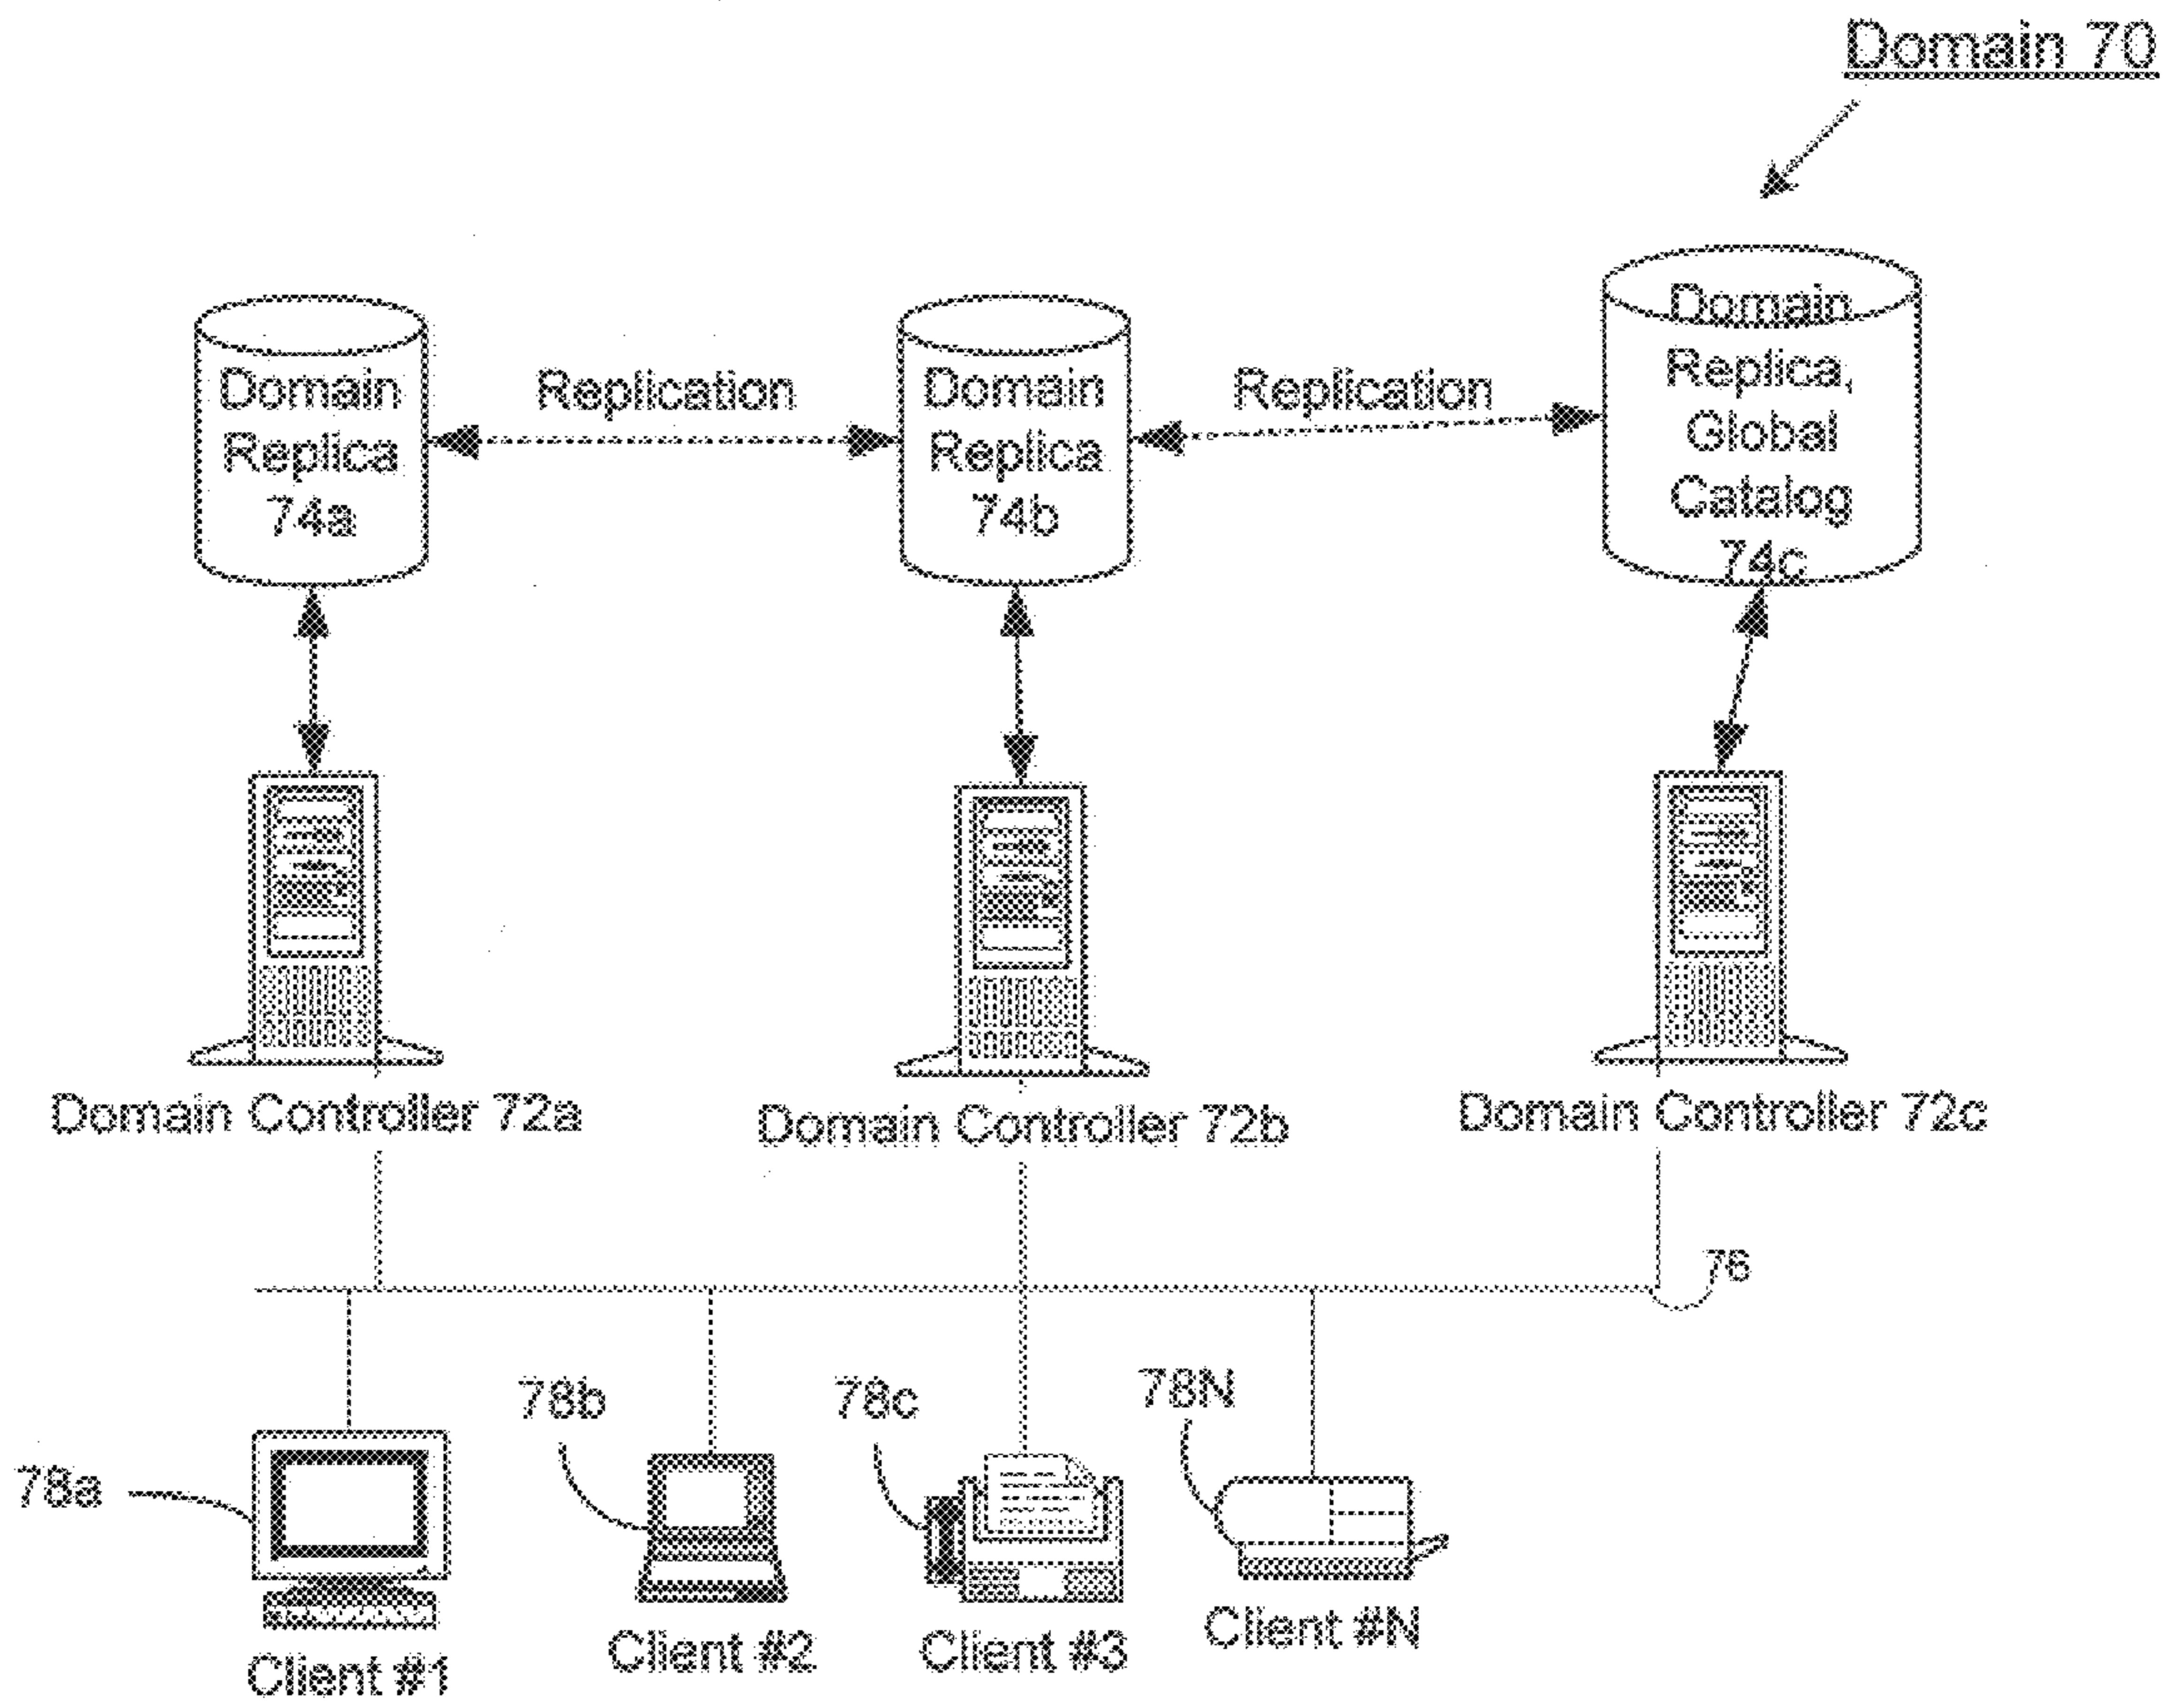 Domain 70
Domain
Replica
74a
Replication
Domain
Replica
74b
Replication
Domain
Replica,
Global
Catalog
74c
Domain Controller 72a
Domain Controller 72b
Domain Controller 72c
76
78a
78b
78c
78N
Client #1
Client #2
Client #3
Client #N